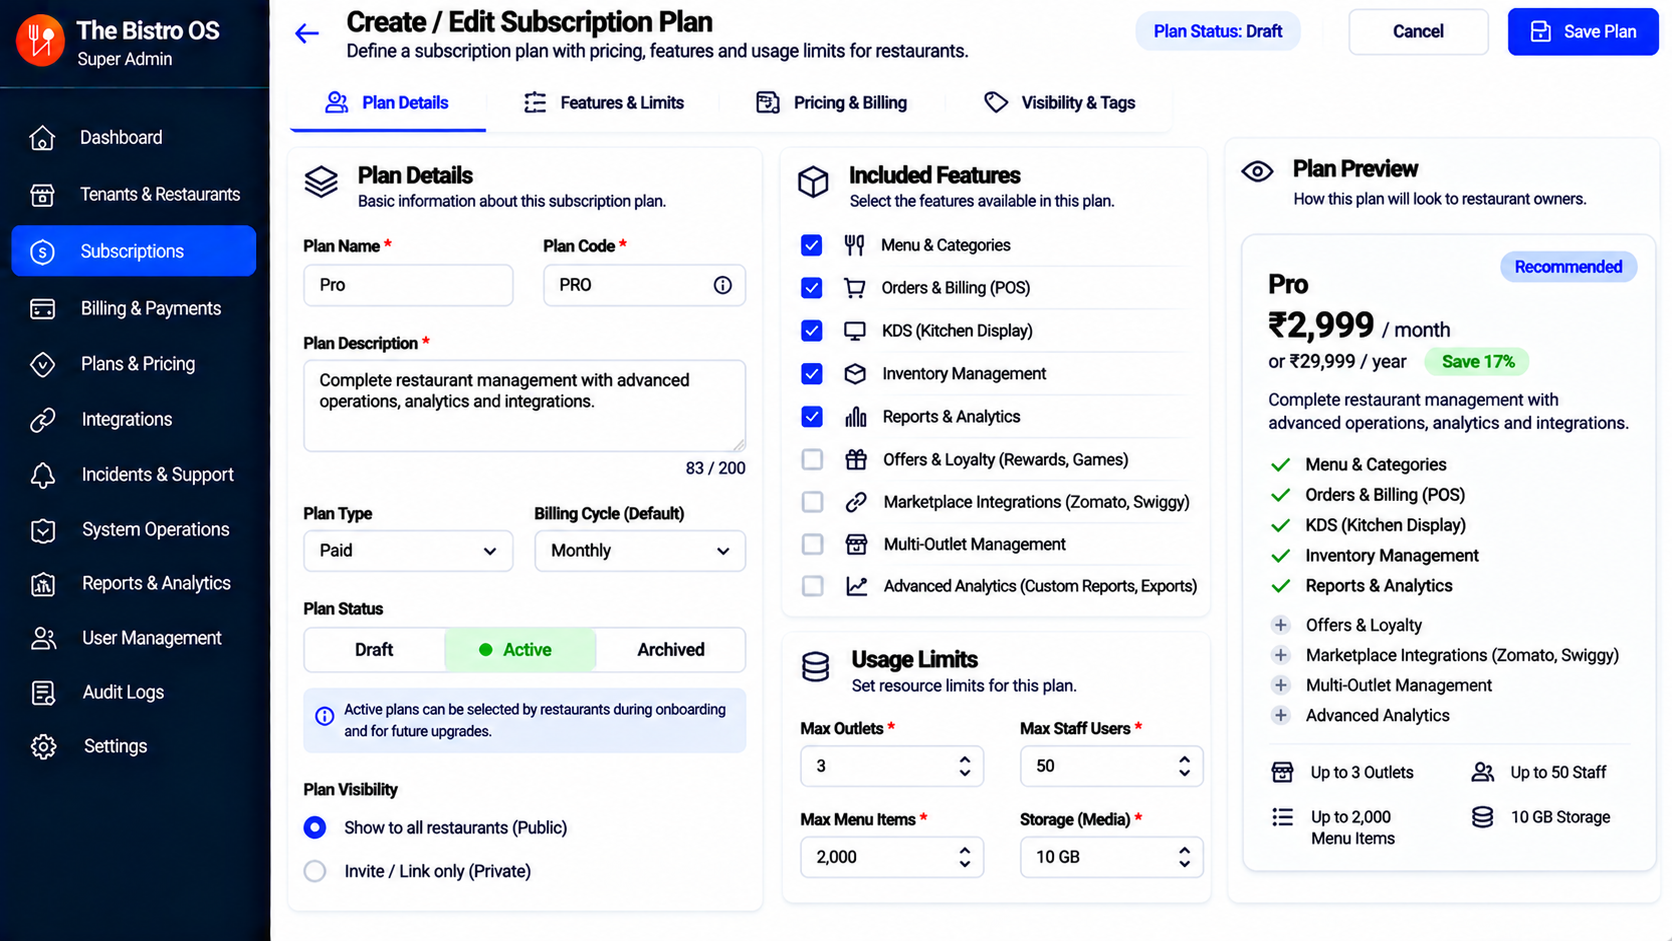 The Bistro OS
Super Admin
Dashboard
Tenants & Restaurants
Subscriptions
Billing & Payments
Plans & Pricing
Integrations
Incidents & Support
System Operations
Reports & Analytics
User Management
Audit Logs
Settings
Create / Edit Subscription Plan
Define a subscription plan with pricing, features and usage limits for restaurants.
Plan Status: Draft
Cancel
Save Plan
Plan Details
Features & Limits
Pricing & Billing
Visibility & Tags
Plan Details
Basic information about this subscription plan.
Plan Name *
Plan Code *
Pro
PRO
Plan Description *
Complete restaurant management with advanced
operations, analytics and integrations.
83 / 200
Plan Type
Billing Cycle (Default)
Paid
Monthly
Plan Status
Draft
Active
Archived
Active plans can be selected by restaurants during onboarding
and for future upgrades.
Plan Visibility
Show to all restaurants (Public)
Invite / Link only (Private)
Included Features
Select the features available in this plan.
Menu & Categories
Orders & Billing (POS)
KDS (Kitchen Display)
Inventory Management
Reports & Analytics
Offers & Loyalty (Rewards, Games)
Marketplace Integrations (Zomato, Swiggy)
Multi-Outlet Management
Advanced Analytics (Custom Reports, Exports)
Usage Limits
Set resource limits for this plan.
Max Outlets *
Max Staff Users *
3
50
Max Menu Items *
Storage (Media) *
2,000
10 GB
Plan Preview
How this plan will look to restaurant owners.
Recommended
Pro
₹2,999 / month
or ₹29,999 / year
Save 17%
Complete restaurant management with
advanced operations, analytics and integrations.
Menu & Categories
Orders & Billing (POS)
KDS (Kitchen Display)
Inventory Management
Reports & Analytics
Offers & Loyalty
Marketplace Integrations (Zomato, Swiggy)
Multi-Outlet Management
Advanced Analytics
Up to 3 Outlets
Up to 50 Staff
Up to 2,000
Menu Items
10 GB Storage